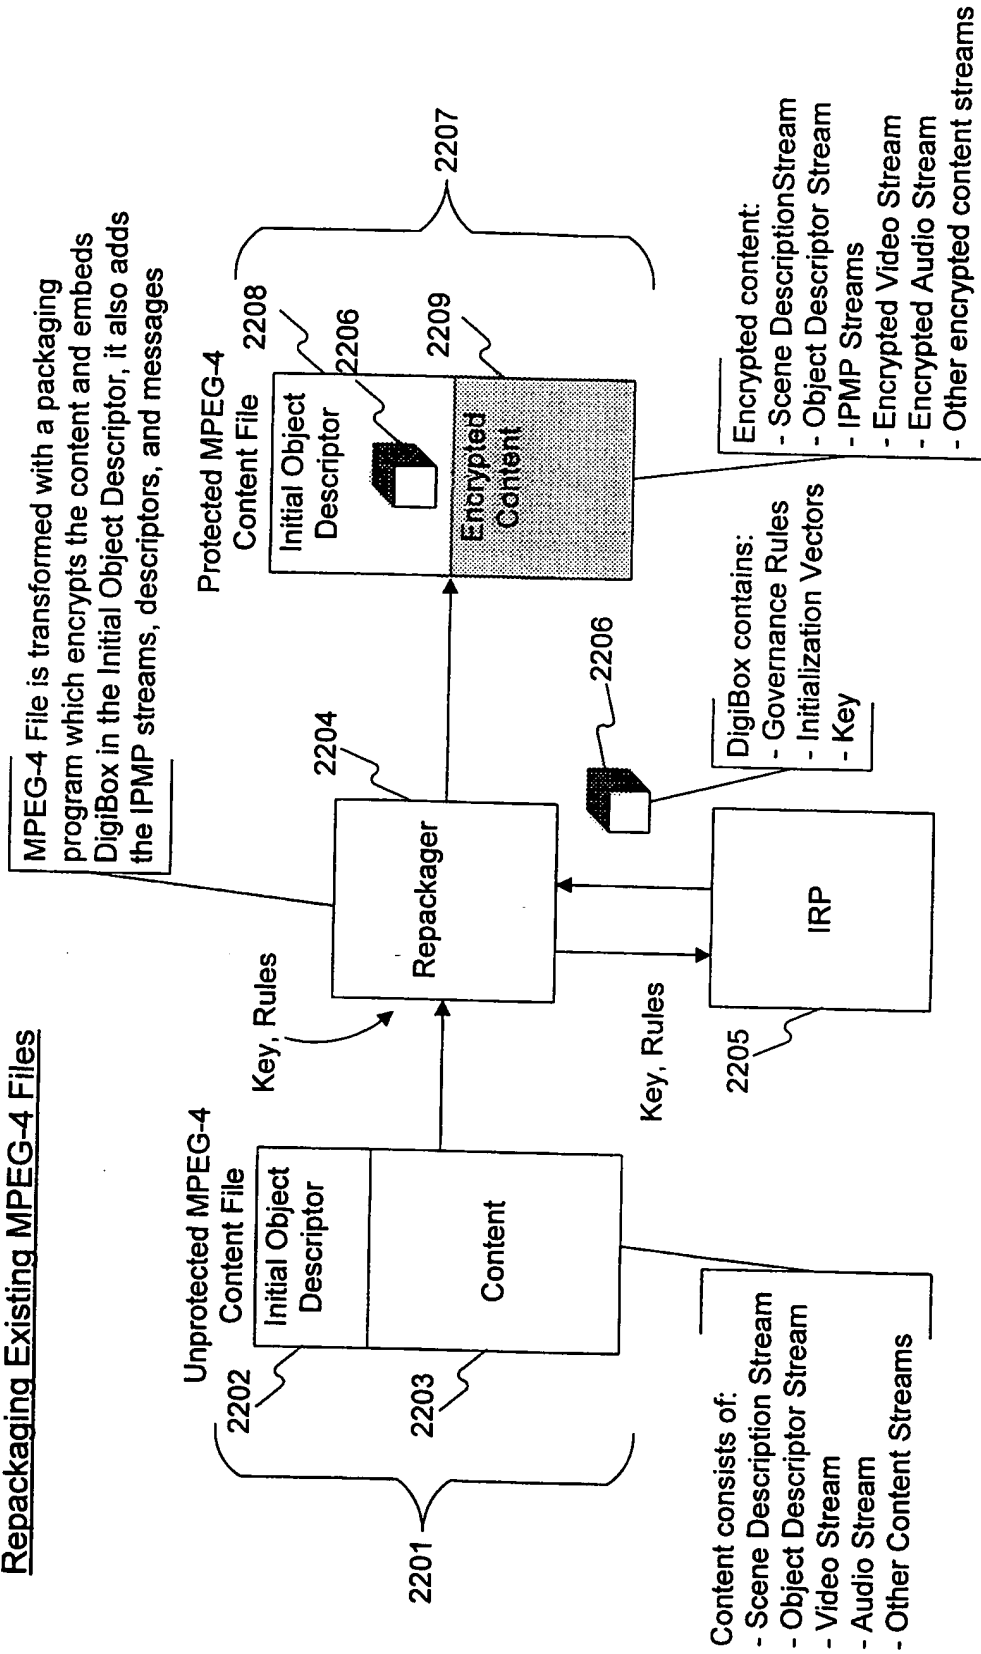 Repackaging Existing MPEG-4 Files
MPEG-4 File is transformed with a packaging
program which encrypts the content and embeds
DigiBox in the Initial Object Descriptor, it also adds
the IPMP streams, descriptors, and messages
Unprotected MPEG-4
Content File
2201
2202
Initial Object
Descriptor
2203
Content
Content consists of:
- Scene Description Stream
- Object Descriptor Stream
- Video Stream
- Audio Stream
- Other Content Streams
Key, Rules
Repackager
2204
Key, Rules
2205
IRP
2206
DigiBox contains:
- Governance Rules
- Initialization Vectors
- Key
Protected MPEG-4
Content File
2208
Initial Object
Descriptor
2206
2207
2209
Encrypted
Content
Encrypted content:
- Scene DescriptionStream
- Object Descriptor Stream
- IPMP Streams
- Encrypted Video Stream
- Encrypted Audio Stream
- Other encrypted content streams